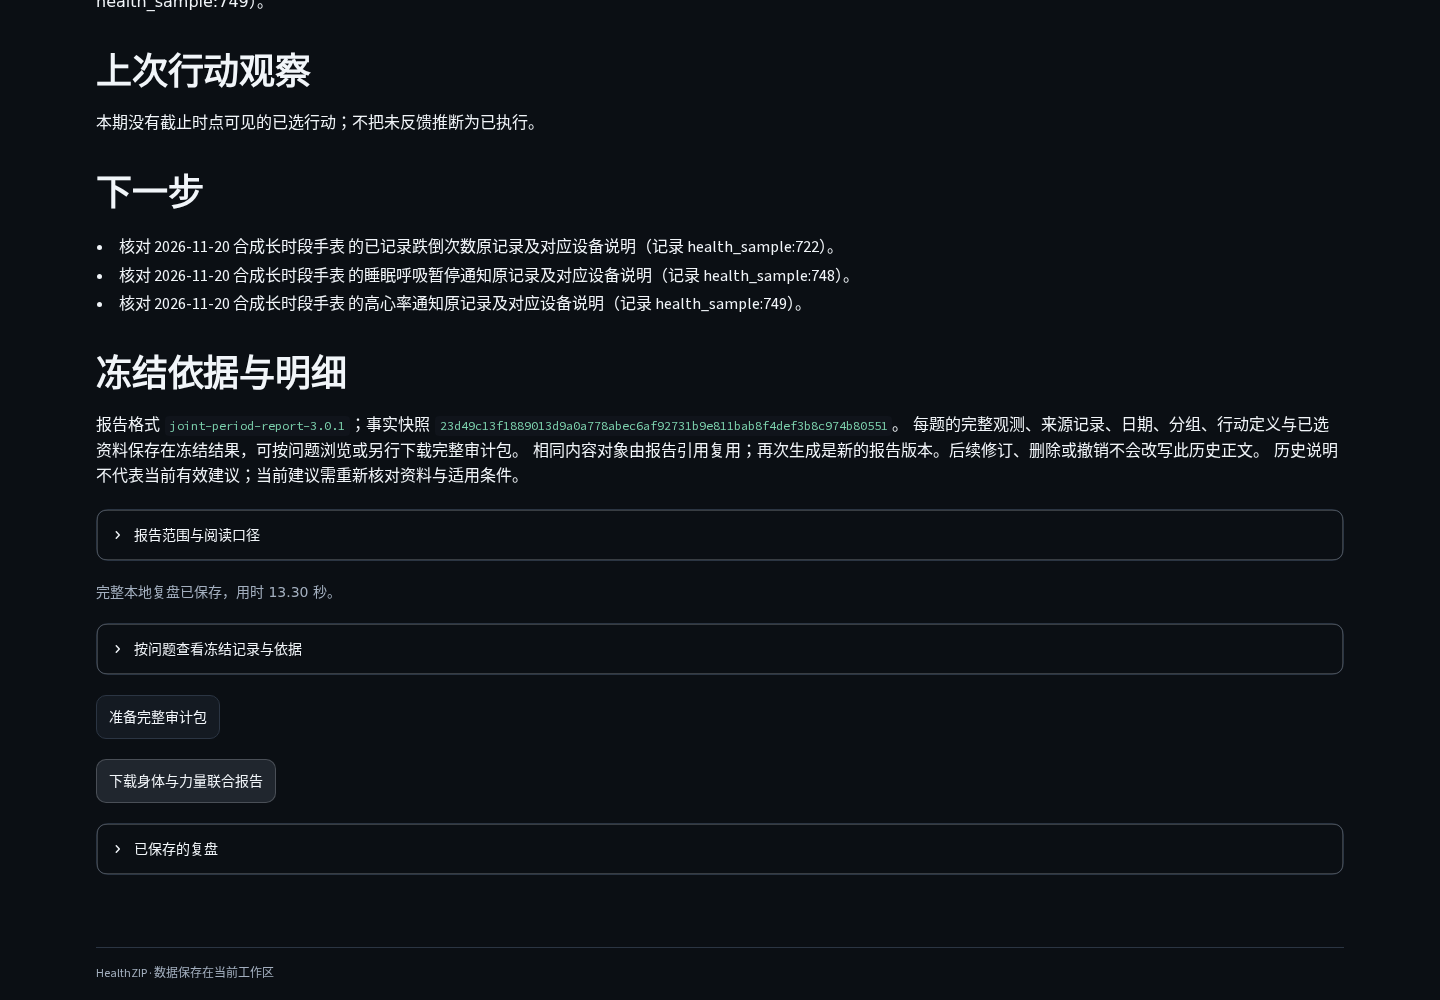 health_sample:749）。
上次行动观察
本期没有截止时点可见的已选行动；不把未反馈推断为已执行。
下一步
• 核对 2026-11-20 合成长时段手表 的已记录跌倒次数原记录及对应设备说明（记录 health_sample:722）。
• 核对 2026-11-20 合成长时段手表 的睡眠呼吸暂停通知原记录及对应设备说明（记录 health_sample:748）。
• 核对 2026-11-20 合成长时段手表 的高心率通知原记录及对应设备说明（记录 health_sample:749）。
冻结依据与明细
报告格式 joint-period-report-3.0.1 ；事实快照 23d49c13f1889013d9a0a778abec6af92731b9e811bab8f4def3b8c974b80551 。 每题的完整观测、来源记录、日期、分组、行动定义与已选
资料保存在冻结结果，可按问题浏览或另行下载完整审计包。 相同内容对象由报告引用复用；再次生成是新的报告版本。后续修订、删除或撤销不会改写此历史正文。 历史说明
不代表当前有效建议；当前建议需重新核对资料与适用条件。
报告范围与阅读口径
完整本地复盘已保存，用时 13.30 秒。
按问题查看冻结记录与依据
准备完整审计包
下载身体与力量联合报告
已保存的复盘
HealthZIP · 数据保存在当前工作区